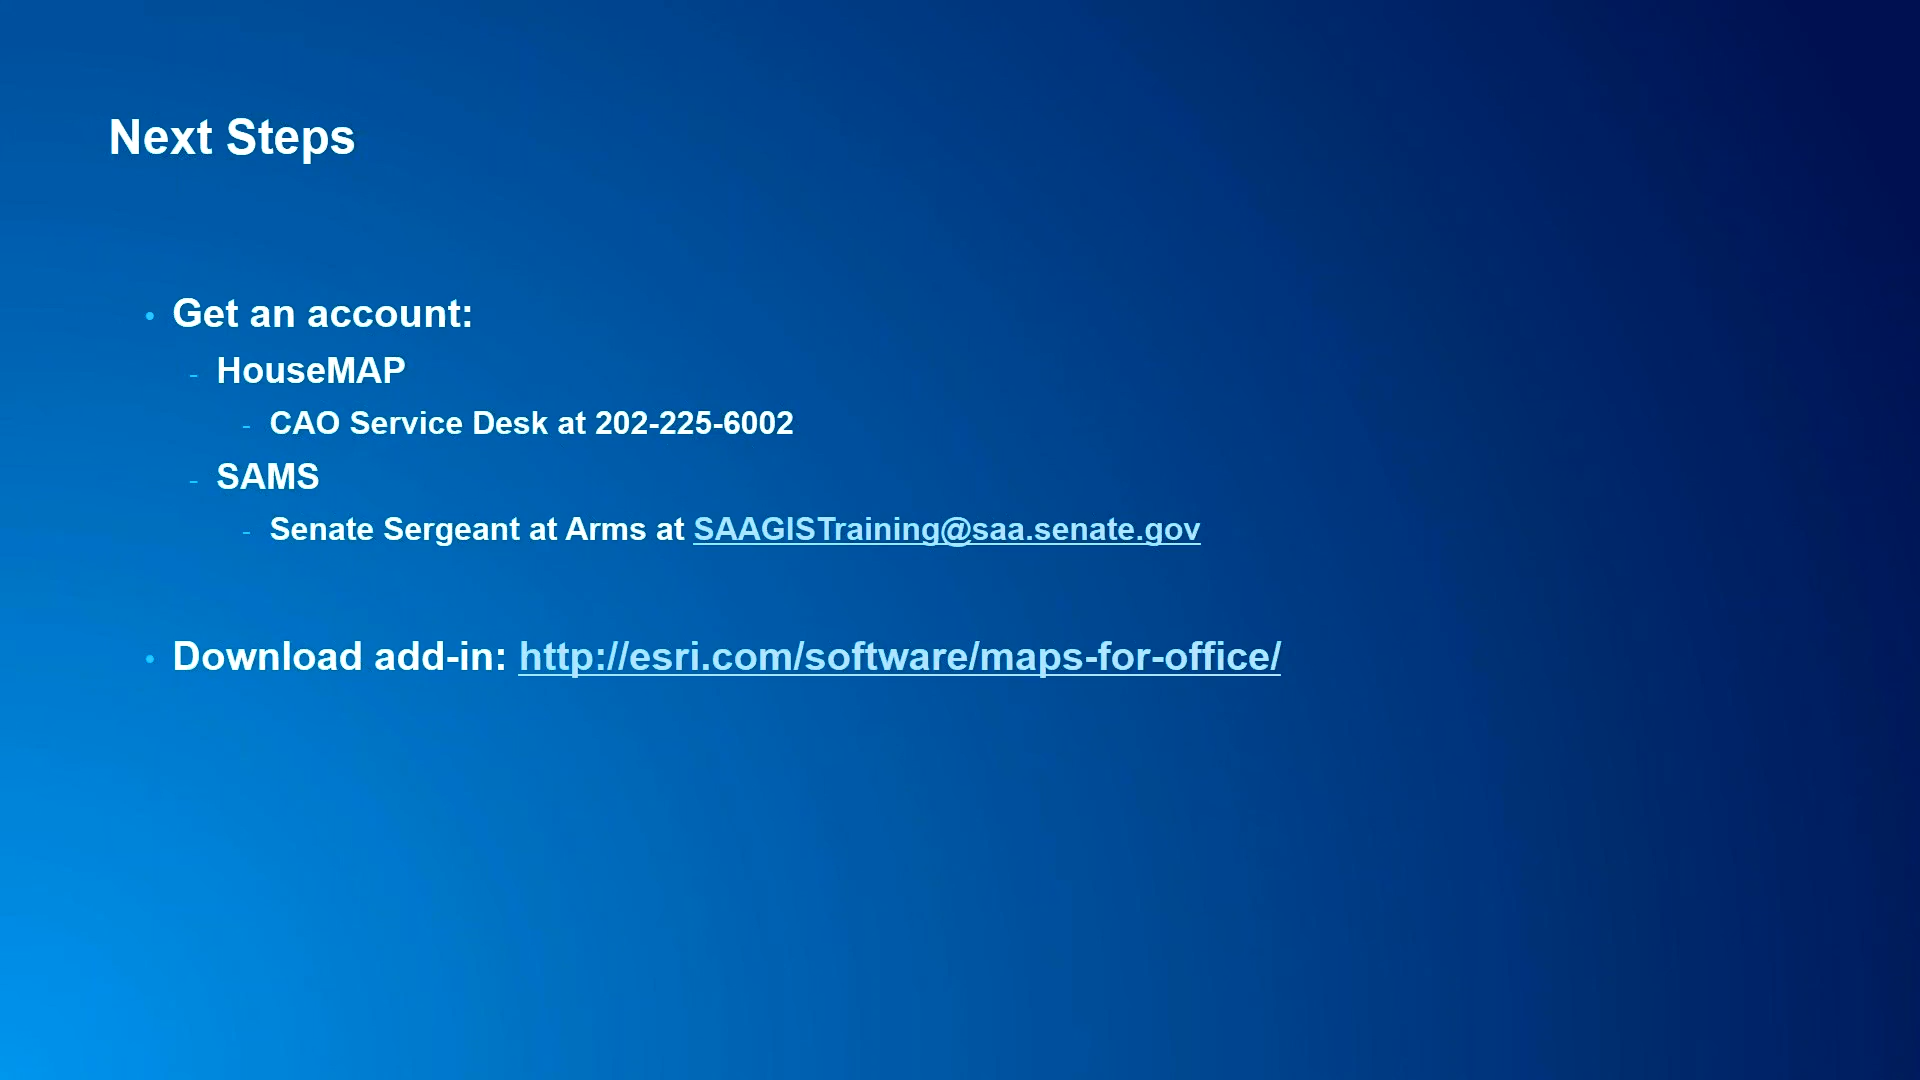 Next Steps
• Get an account:
- HouseMAP
- CAO Service Desk at 202-225-6002
- SAMS
- Senate Sergeant at Arms at SAAGISTraining@saa.senate.gov
• Download add-in: http://esri.com/software/maps-for-office/